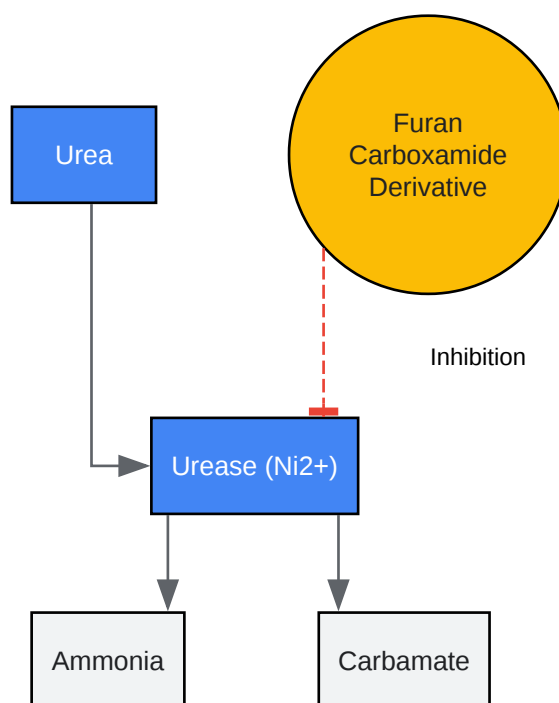 Urea
Furan
Carboxamide
Derivative
Inhibition
Urease (Ni2+)
Ammonia
Carbamate